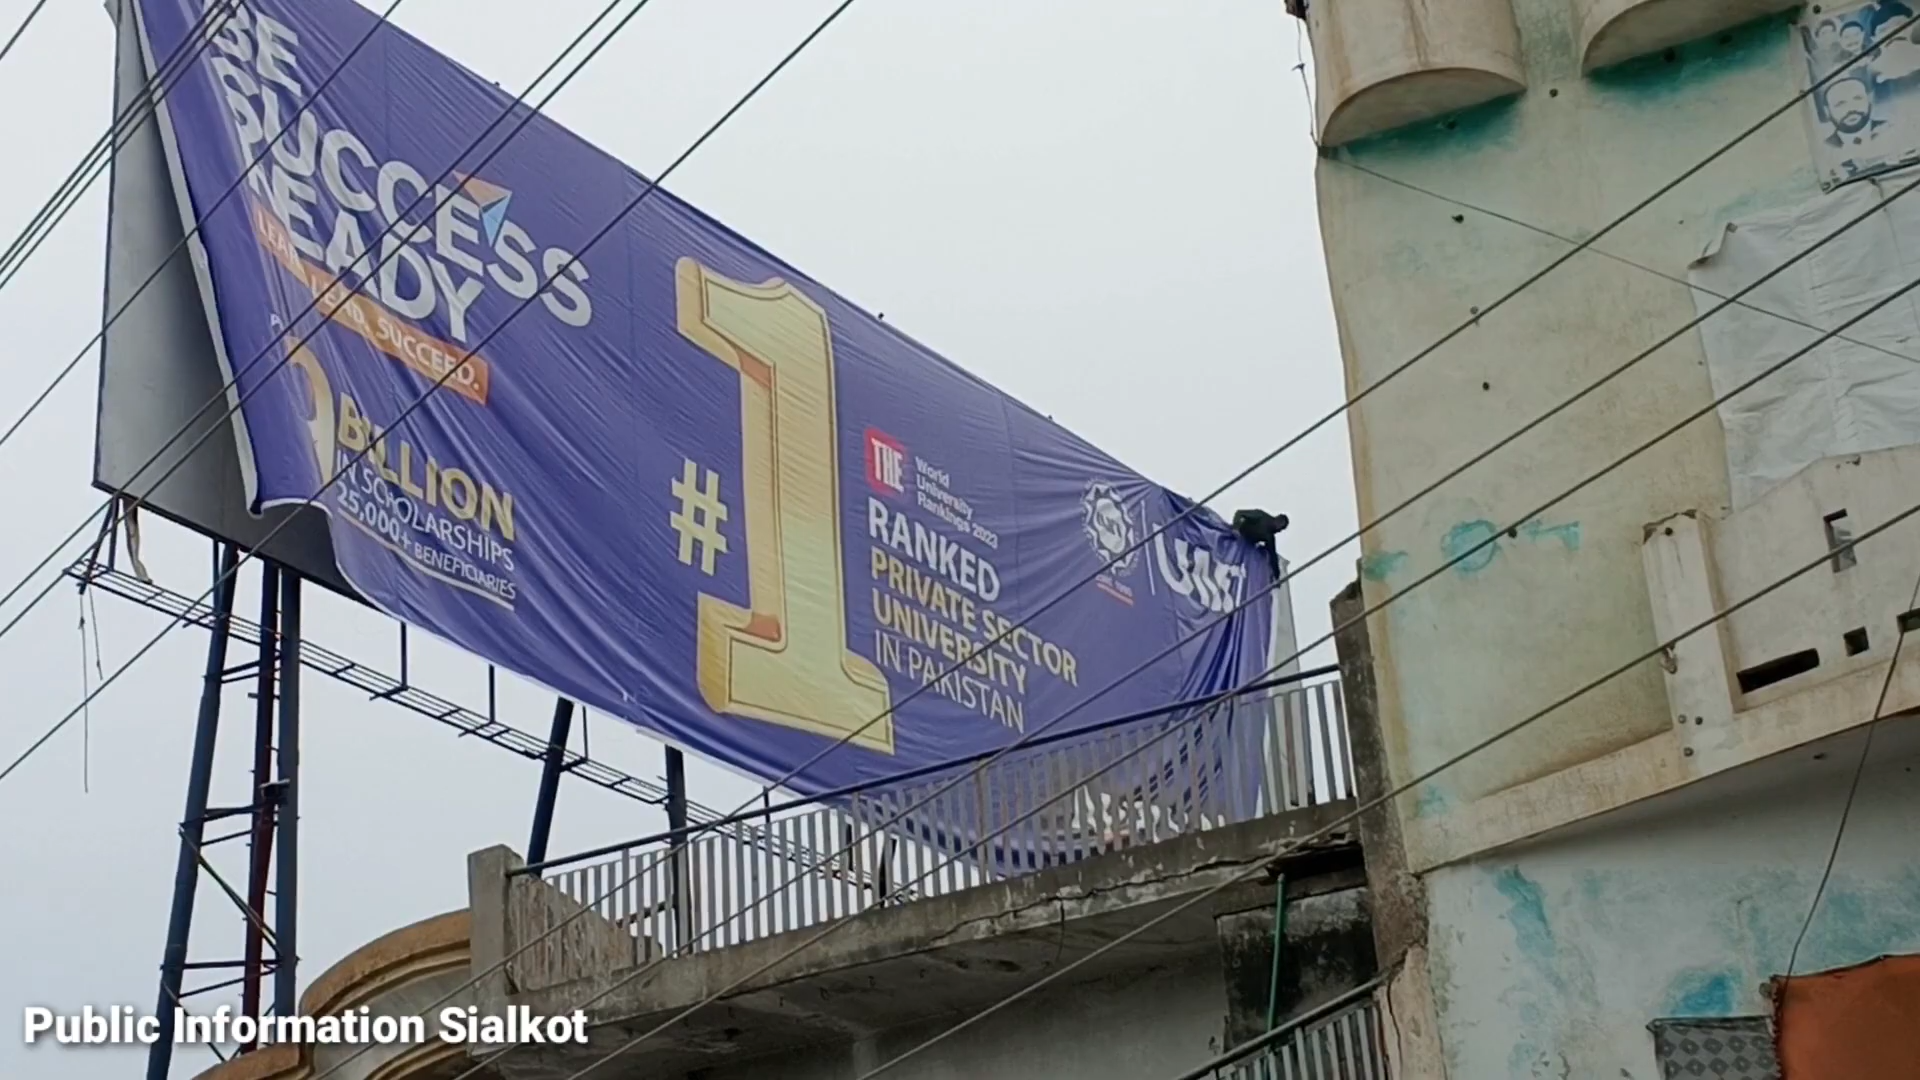 BE
SUCCESS
READY
LEARN. LEAD. SUCCEED.
BILLION
IN SCHOLARSHIPS
25,000+ BENEFICIARIES
#1
THE World
University
Rankings 2023
RANKED
PRIVATE SECTOR
UNIVERSITY
IN PAKISTAN
UMT
Public Information Sialkot